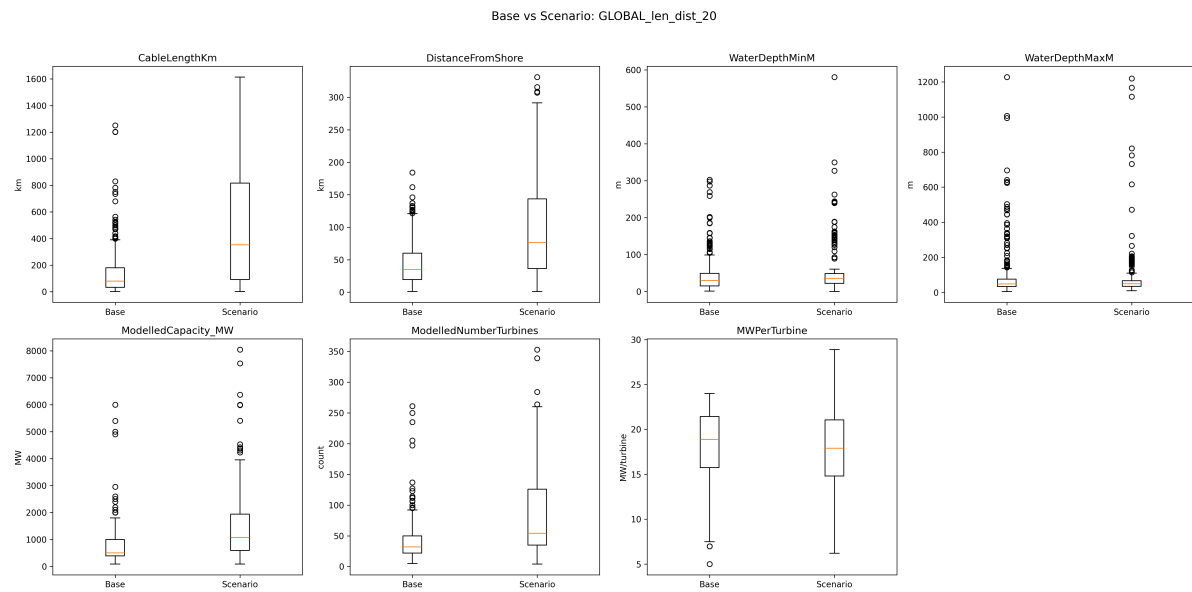 Base vs Scenario: GLOBAL_len_dist_20
CableLengthKm
km
1600
1400
1200
1000
800
600
400
200
0
Base
Scenario
DistanceFromShore
km
300
250
200
150
100
50
0
Base
Scenario
WaterDepthMinM
m
600
500
400
300
200
100
0
Base
Scenario
WaterDepthMaxM
m
1200
1000
800
600
400
200
0
Base
Scenario
ModelledCapacity_MW
MW
8000
7000
6000
5000
4000
3000
2000
1000
0
Base
Scenario
ModelledNumberTurbines
count
350
300
250
200
150
100
50
0
Base
Scenario
MWPerTurbine
MW/turbine
30
25
20
15
10
5
Base
Scenario